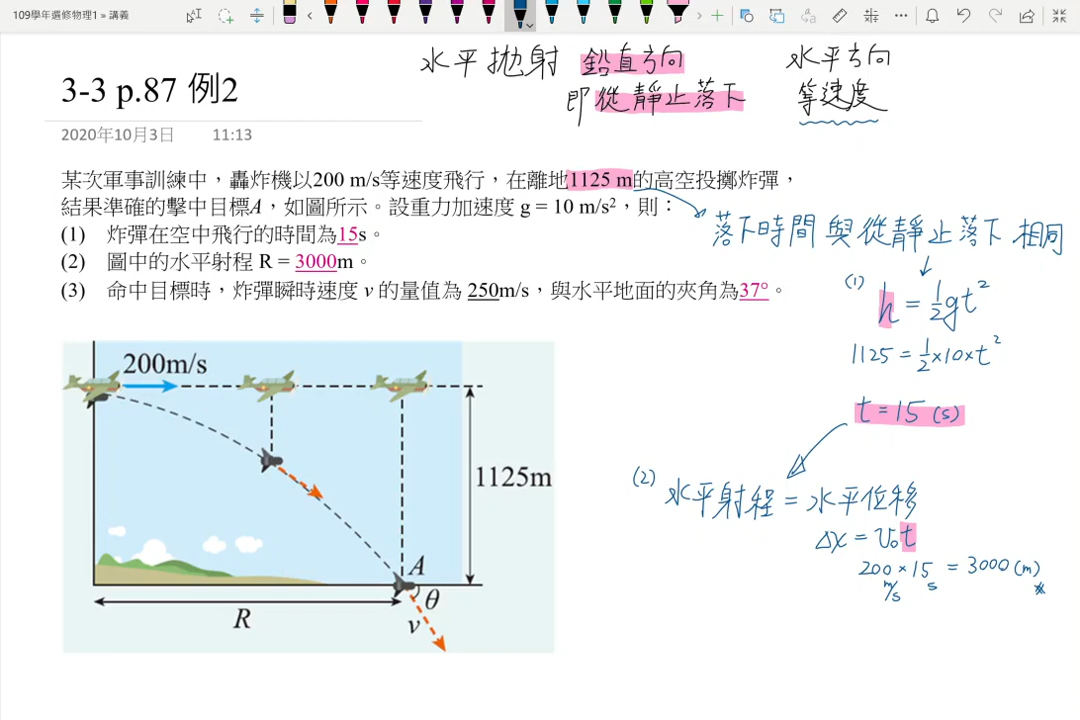 109學年選修物理1 » 講義
水平拋射 鉛直方向 水平方向
即從靜止落下 等速度
3-3 p.87 例2
2020年10月3日 11:13
某次軍事訓練中，轟炸機以200 m/s等速度飛行，在離地1125 m的高空投擲炸彈，
結果準確的擊中目標A，如圖所示。設重力加速度 g = 10 m/s²，則：
(1) 炸彈在空中飛行的時間為15s。
(2) 圖中的水平射程 R = 3000m。
(3) 命中目標時，炸彈瞬時速度 v 的量值為 250m/s，與水平地面的夾角為37°。
落下時間與從靜止落下相同
(1) h = ½gt²
1125 = ½×10×t²
t = 15 (s)
(2) 水平射程 = 水平位移
Δx = v₀t
200 × 15 = 3000 (m)
m/s s
200m/s
1125m
A
θ
R
v